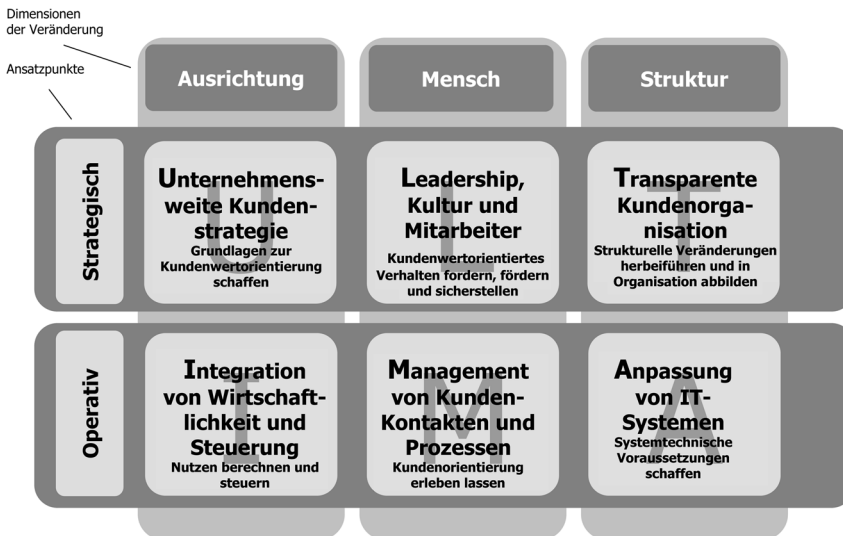 Dimensionen
der Veränderung
Ansatzpunkte
Ausrichtung
Mensch
Struktur
Strategisch
Unternehmens-
weite Kunden-
strategie
Grundlagen zur
Kundenwertorientierung
schaffen
U
Leadership,
Kultur und
Mitarbeiter
Kundenwertorientiertes
Verhalten fordern, fördern
und sicherstellen
L
Transparente
Kundenorga-
nisation
Strukturelle Veränderungen
herbeiführen und in
Organisation abbilden
T
Operativ
Integration
von Wirtschaft-
lichkeit und
Steuerung
Nutzen berechnen und
steuern
I
Management
von Kunden-
Kontakten und
Prozessen
Kundenorientierung
erleben lassen
M
Anpassung
von IT-
Systemen
Systemtechnische
Voraussetzungen
schaffen
A